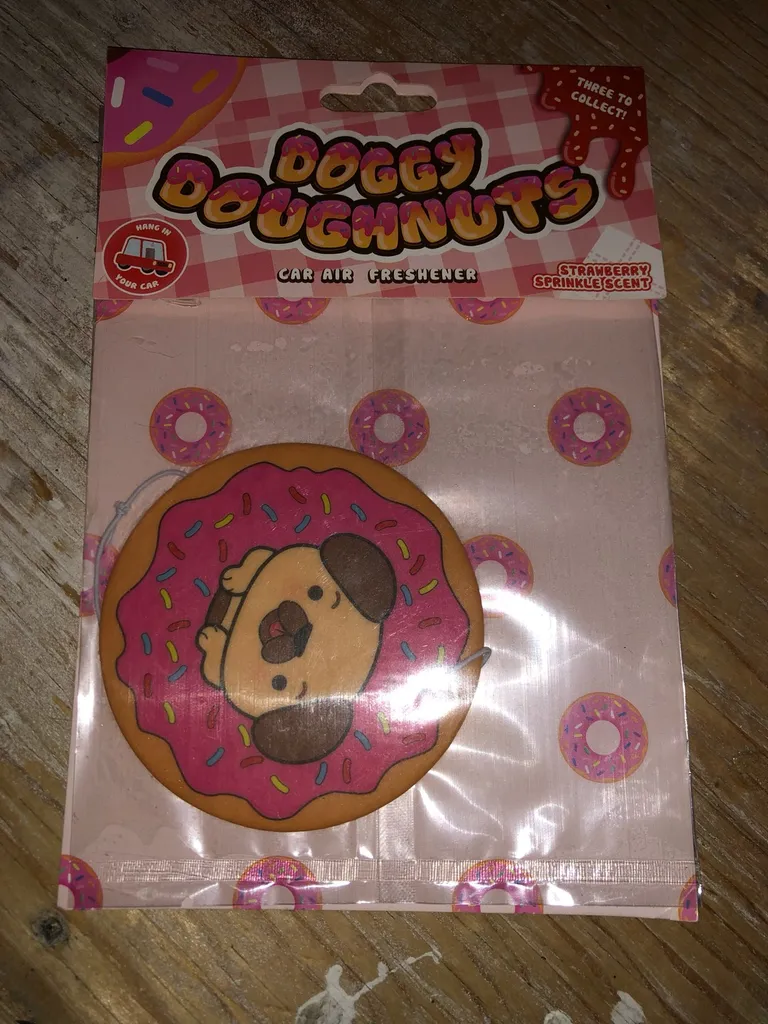 THREE TO
COLLECT!
DOGGY
DOUGHNUTS
HANG IN
YOUR CAR
CAR AIR FRESHENER
STRAWBERRY
SPRINKLE SCENT